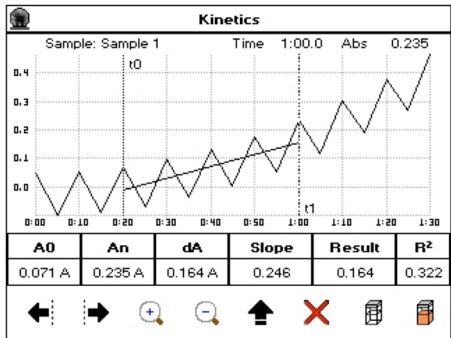 Kinetics
Sample: Sample 1 Time 1:00.0 Abs 0.235
t0
0.4
0.3
0.2
0.1
0.0
t1
0:00 0:10 0:20 0:30 0:40 0:50 1:00 1:10 1:20 1:30
A0 An dA Slope Result R²
0.071 A 0.235 A 0.164 A 0.246 0.164 0.322